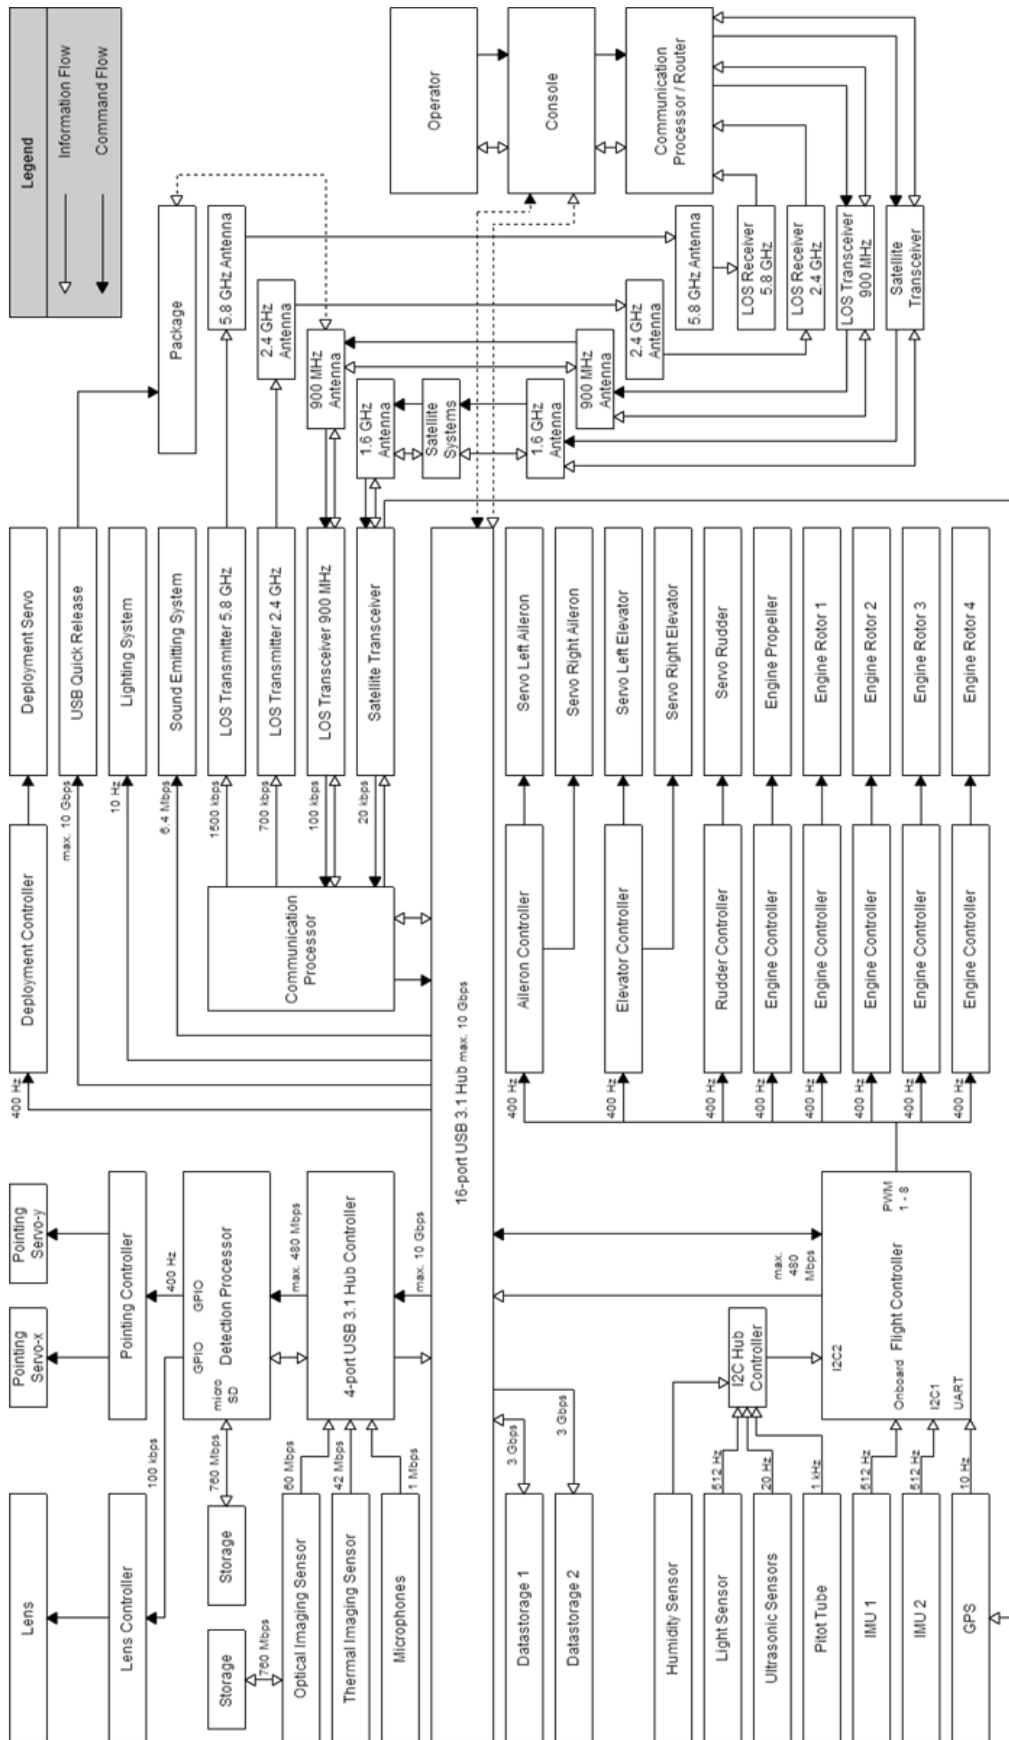 Lens
Lens Controller
100 kbps
Storage
760 Mbps
Storage
760 Mbps
Optical Imaging Sensor
60 Mbps
Thermal Imaging Sensor
42 Mbps
Microphones
1 Mbps
Pointing
Servo-x
Pointing
Servo-y
Pointing Controller
400 Hz
GPIO
GPIO
micro
SD
Detection Processor
max. 480 Mbps
4-port USB 3.1 Hub Controller
max. 10 Gbps
Deployment Controller
400 Hz
Deployment Servo
max. 10 Gbps
USB Quick Release
10 Hz
Lighting System
6.4 Mbps
Sound Emitting System
Communication
Processor
1500 kbps
LOS Transmitter 5.8 GHz
700 kbps
LOS Transmitter 2.4 GHz
100 kbps
LOS Transceiver 900 MHz
20 kbps
Satellite Transceiver
Legend
Information Flow
Command Flow
Package
5.8 GHz Antenna
2.4 GHz
Antenna
900 MHz
Antenna
1.6 GHz
Antenna
Satellite
Systems
1.6 GHz
Antenna
900 MHz
Antenna
2.4 GHz
Antenna
5.8 GHz Antenna
Operator
Console
Communication
Processor / Router
LOS Receiver
5.8 GHz
LOS Receiver
2.4 GHz
LOS Transceiver
900 MHz
Satellite
Transceiver
16-port USB 3.1 Hub max. 10 Gbps
Datastorage 1
3 Gbps
Datastorage 2
3 Gbps
Humidity Sensor
Light Sensor
512 Hz
Ultrasonic Sensors
20 Hz
Pitot Tube
1 kHz
IMU 1
512 Hz
IMU 2
512 Hz
GPS
10 Hz
I2C Hub
Controller
max.
480
Mbps
I2C2
Flight Controller
Onboard
I2C1
UART
PWM
1 - 8
400 Hz
Aileron Controller
Servo Left Aileron
Servo Right Aileron
400 Hz
Elevator Controller
Servo Left Elevator
Servo Right Elevator
400 Hz
Rudder Controller
Servo Rudder
400 Hz
Engine Controller
Engine Propeller
400 Hz
Engine Controller
Engine Rotor 1
400 Hz
Engine Controller
Engine Rotor 2
400 Hz
Engine Controller
Engine Rotor 3
400 Hz
Engine Controller
Engine Rotor 4